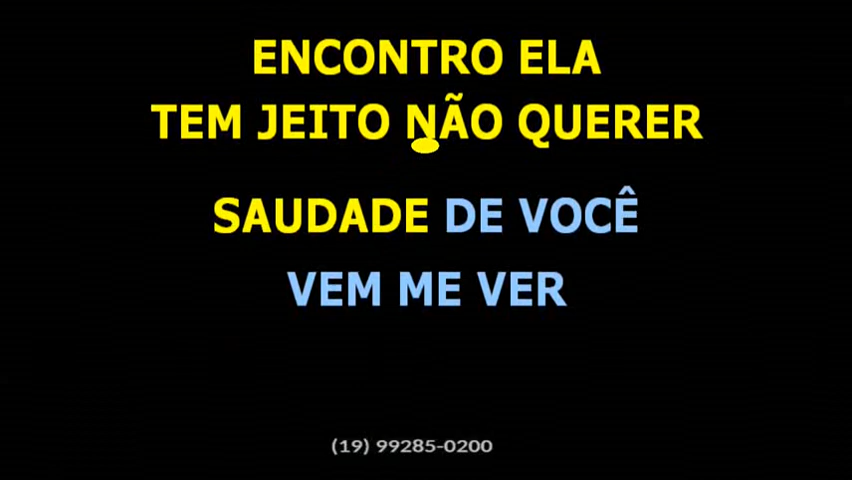 ENCONTRO ELA
TEM JEITO NÃO QUERER
SAUDADE DE VOCÊ
VEM ME VER
(19) 99285-0200